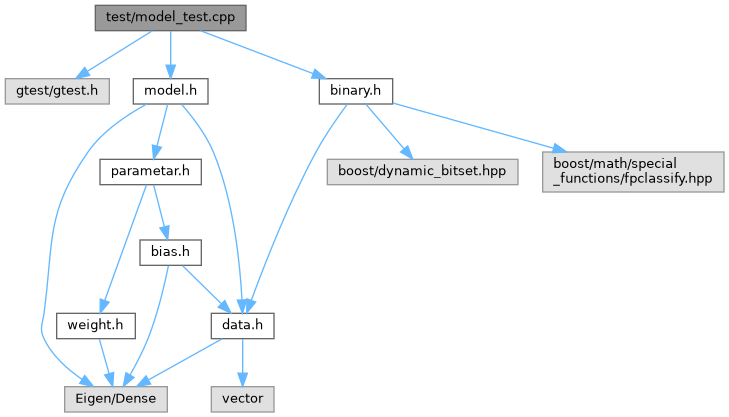 test/model_test.cpp
gtest/gtest.h
model.h
binary.h
parametar.h
boost/dynamic_bitset.hpp
boost/math/special
_functions/fpclassify.hpp
bias.h
weight.h
data.h
Eigen/Dense
vector